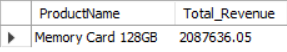 ProductName Total_Revenue
Memory Card 128GB 2087636.05